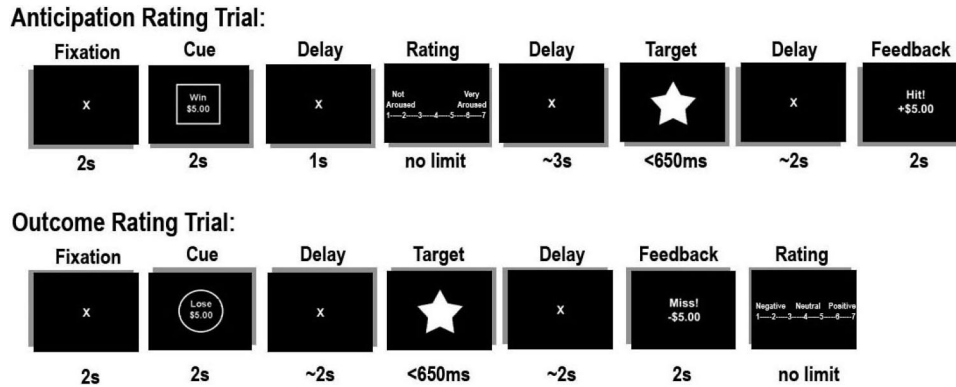 Anticipation Rating Trial:
Fixation Cue Delay Rating Delay Target Delay Feedback
X
Win
$5.00
X
Not Very
Aroused Aroused
1----2----3----4----5----6----7
X
X
Hit!
+$5.00
2s 2s 1s no limit ~3s <650ms ~2s 2s
Outcome Rating Trial:
Fixation Cue Delay Target Delay Feedback Rating
X
Lose
$5.00
X
X
Miss!
-$5.00
Negative Neutral Positive
1----2----3----4----5----6----7
2s 2s ~2s <650ms ~2s 2s no limit